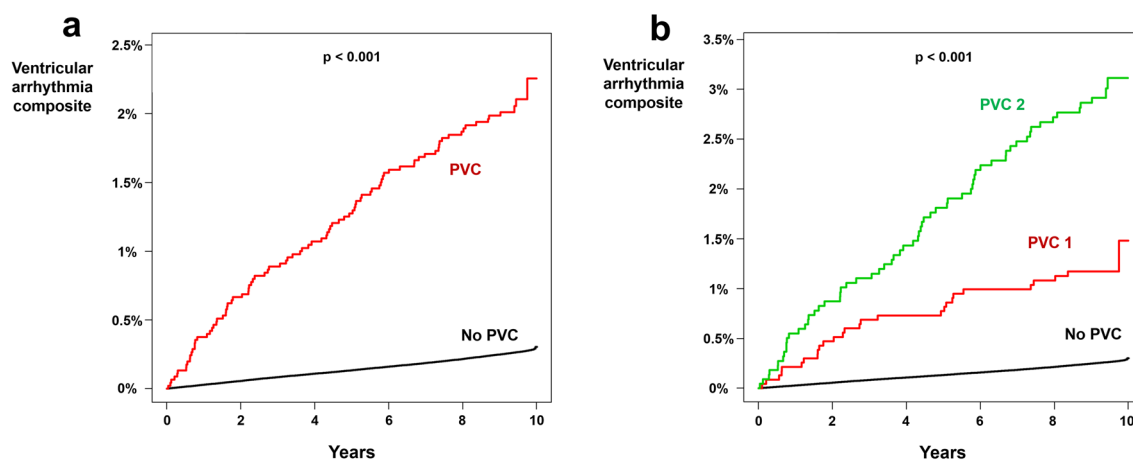 a
Ventricular
arrhythmia
composite
p < 0.001
2.5%
2%
1.5%
1%
0.5%
0%
PVC
No PVC
0 2 4 6 8 10
Years
b
Ventricular
arrhythmia
composite
p < 0.001
3.5%
3%
2.5%
2%
1.5%
1%
0.5%
0%
PVC 2
PVC 1
No PVC
0 2 4 6 8 10
Years